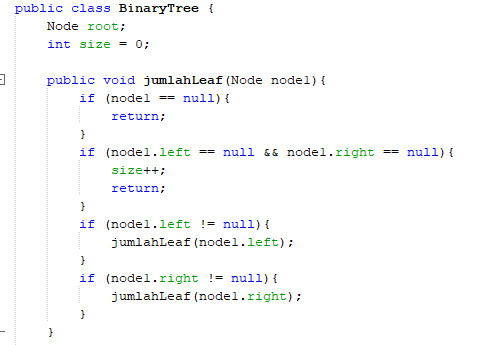 public class BinaryTree {
    Node root;
    int size = 0;

    public void jumlahLeaf(Node node1){
        if (node1 == null){
            return;
        }
        if (node1.left == null && node1.right == null){
            size++;
            return;
        }
        if (node1.left != null){
            jumlahLeaf(node1.left);
        }
        if (node1.right != null){
            jumlahLeaf(node1.right);
        }
    }